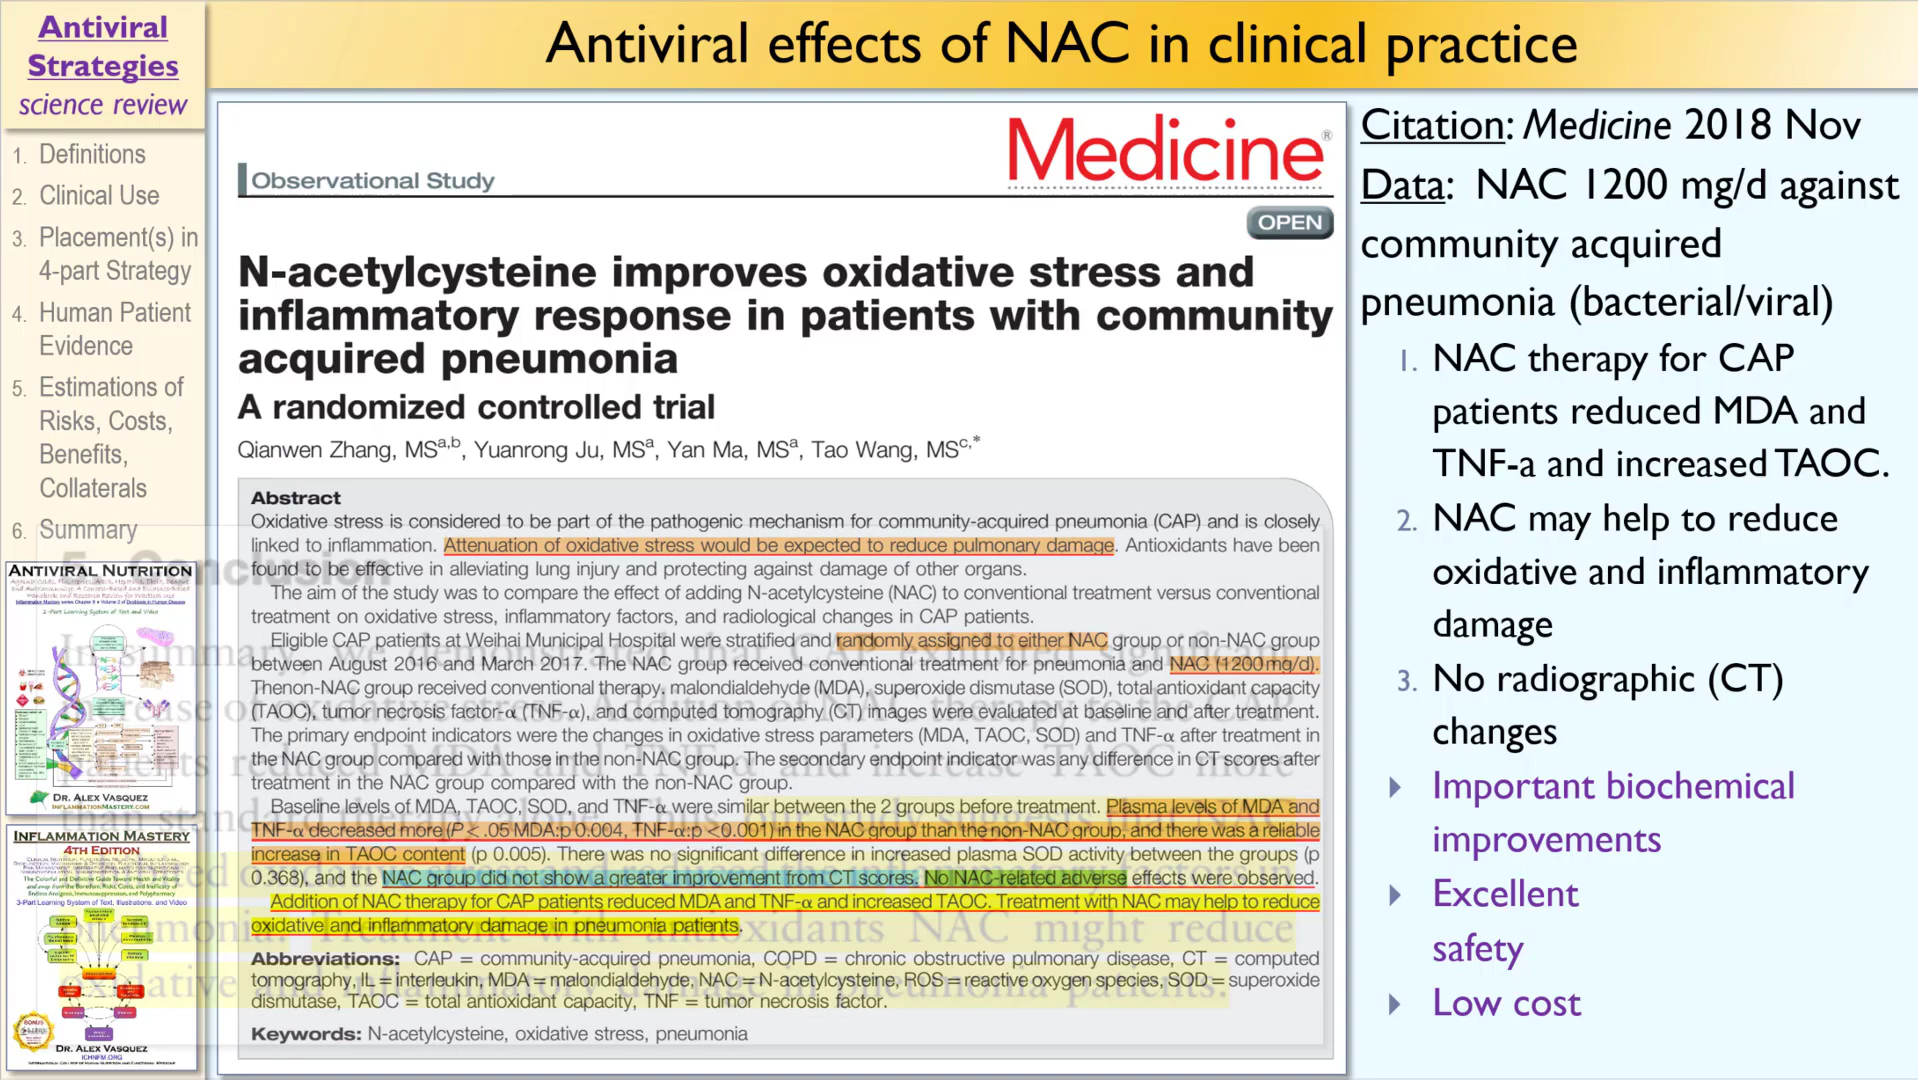 Antiviral
Strategies
science review
1. Definitions
2. Clinical Use
3. Placement(s) in
4-part Strategy
4. Human Patient
Evidence
5. Estimations of
Risks, Costs,
Benefits,
Collaterals
6. Summary
ANTIVIRAL NUTRITION
2-Part Learning System of Text and Video
DR. ALEX VASQUEZ
INFLAMMATIONMASTERY.COM
INFLAMMATION MASTERY
4TH EDITION
3-Part Learning System of Text, Illustrations, and Video
BONUS
DR. ALEX VASQUEZ
ICHNFM.ORG
Antiviral effects of NAC in clinical practice
Medicine®
Observational Study
OPEN
N-acetylcysteine improves oxidative stress and
inflammatory response in patients with community
acquired pneumonia
A randomized controlled trial
Qianwen Zhang, MSa,b, Yuanrong Ju, MSa, Yan Ma, MSa, Tao Wang, MSc,*
Abstract
Oxidative stress is considered to be part of the pathogenic mechanism for community-acquired pneumonia (CAP) and is closely
linked to inflammation. Attenuation of oxidative stress would be expected to reduce pulmonary damage. Antioxidants have been
found to be effective in alleviating lung injury and protecting against damage of other organs.
The aim of the study was to compare the effect of adding N-acetylcysteine (NAC) to conventional treatment versus conventional
treatment on oxidative stress, inflammatory factors, and radiological changes in CAP patients.
Eligible CAP patients at Weihai Municipal Hospital were stratified and randomly assigned to either NAC group or non-NAC group
between August 2016 and March 2017. The NAC group received conventional treatment for pneumonia and NAC (1200 mg/d).
Thenon-NAC group received conventional therapy, malondialdehyde (MDA), superoxide dismutase (SOD), total antioxidant capacity
(TAOC), tumor necrosis factor-α (TNF-α), and computed tomography (CT) images were evaluated at baseline and after treatment.
The primary endpoint indicators were the changes in oxidative stress parameters (MDA, TAOC, SOD) and TNF-α after treatment in
the NAC group compared with those in the non-NAC group. The secondary endpoint indicator was any difference in CT scores after
treatment in the NAC group compared with the non-NAC group.
Baseline levels of MDA, TAOC, SOD, and TNF-α were similar between the 2 groups before treatment. Plasma levels of MDA and
TNF-α decreased more (P < .05 MDA:p 0.004, TNF-α:p <0.001) in the NAC group than the non-NAC group, and there was a reliable
increase in TAOC content (p 0.005). There was no significant difference in increased plasma SOD activity between the groups (p
0.368), and the NAC group did not show a greater improvement from CT scores. No NAC-related adverse effects were observed.
Addition of NAC therapy for CAP patients reduced MDA and TNF-α and increased TAOC. Treatment with NAC may help to reduce
oxidative and inflammatory damage in pneumonia patients.
Abbreviations: CAP = community-acquired pneumonia, COPD = chronic obstructive pulmonary disease, CT = computed
tomography, IL = interleukin, MDA = malondialdehyde, NAC = N-acetylcysteine, ROS = reactive oxygen species, SOD = superoxide
dismutase, TAOC = total antioxidant capacity, TNF = tumor necrosis factor.
Keywords: N-acetylcysteine, oxidative stress, pneumonia
Citation: Medicine 2018 Nov
Data: NAC 1200 mg/d against
community acquired
pneumonia (bacterial/viral)
1. NAC therapy for CAP
patients reduced MDA and
TNF-a and increased TAOC.
2. NAC may help to reduce
oxidative and inflammatory
damage
3. No radiographic (CT)
changes
Important biochemical
improvements
Excellent
safety
Low cost